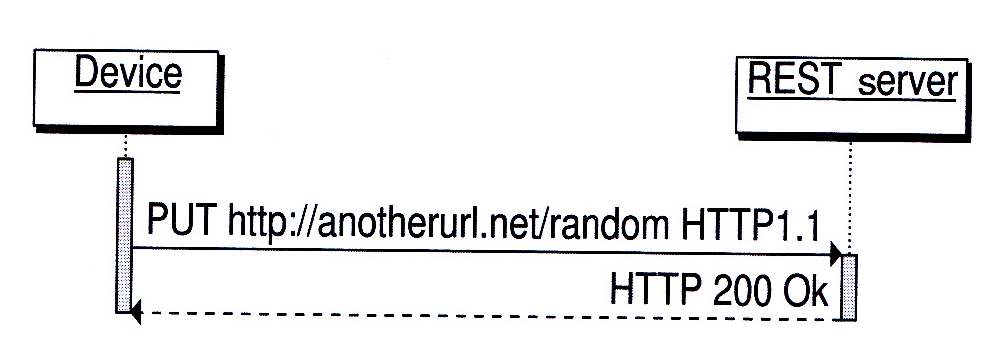 Device
REST server
PUT http://anotherurl.net/random HTTP1.1
HTTP 200 Ok